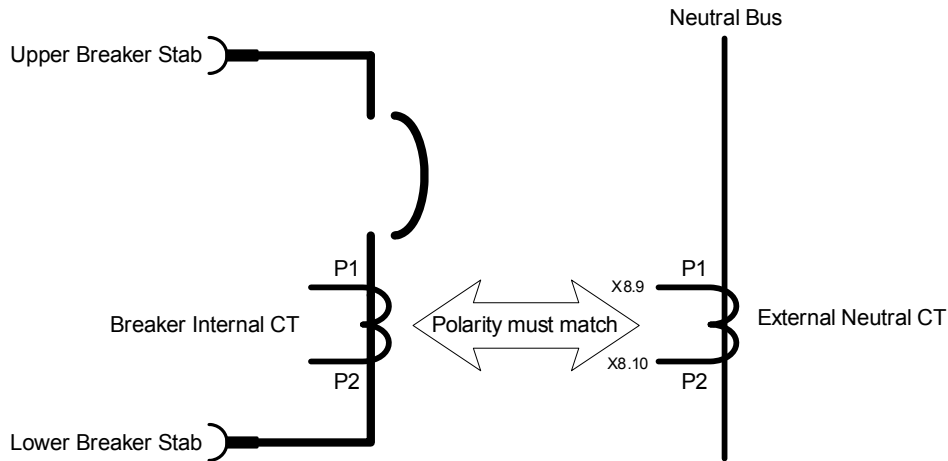 Neutral Bus
Upper Breaker Stab
P1
P1
X8.9
Breaker Internal CT
Polarity must match
External Neutral CT
X8.10
P2
P2
Lower Breaker Stab